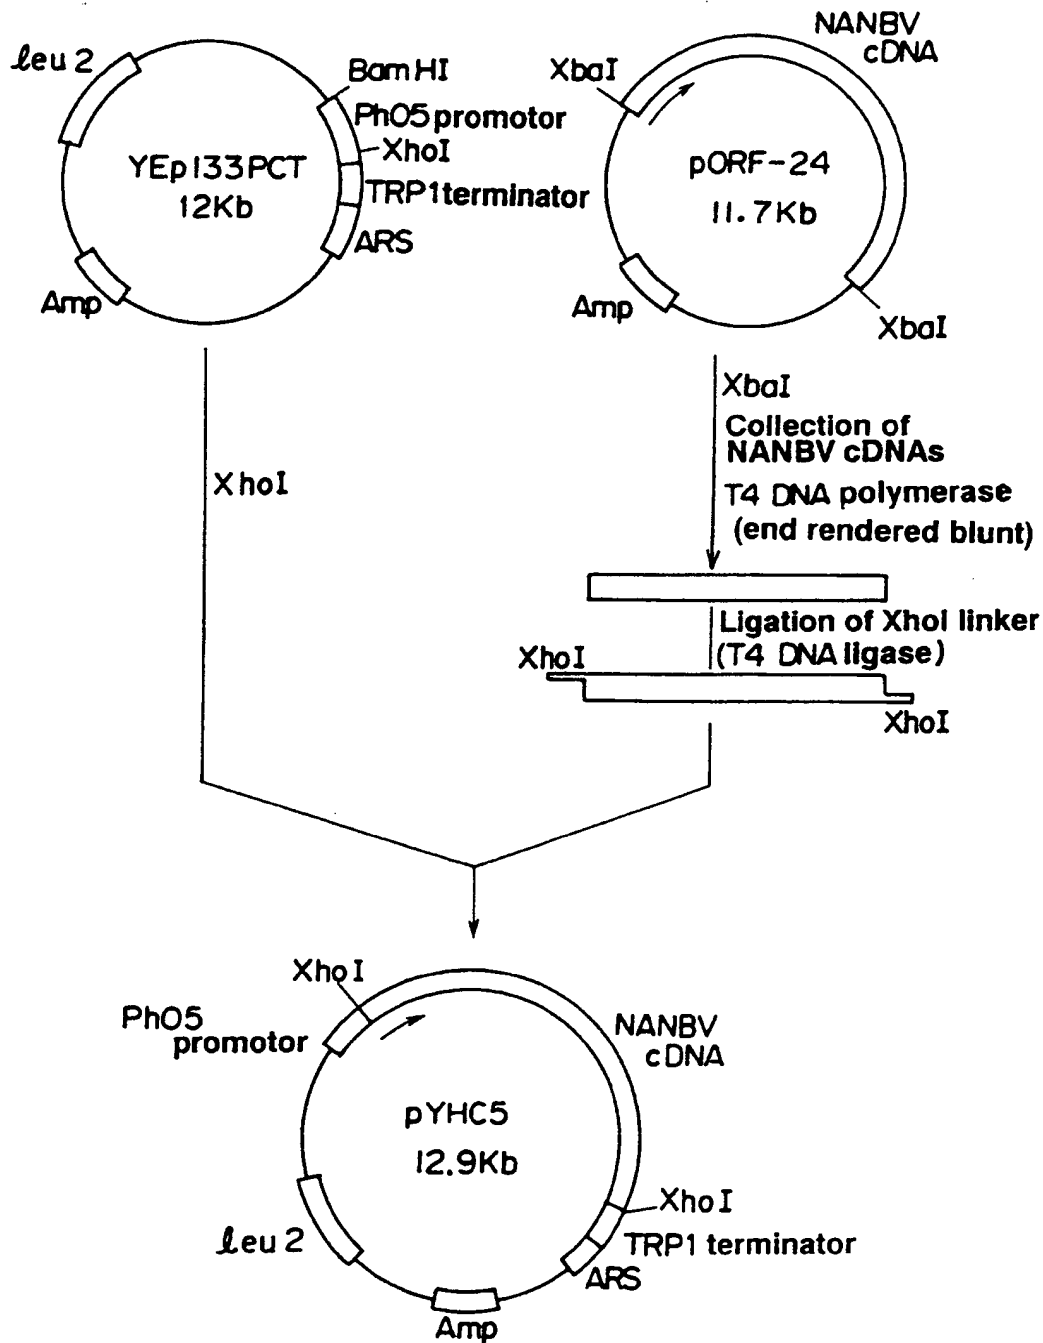 leu 2
BamHI
PhO5 promotor
XhoI
TRP1 terminator
ARS
Amp
YEp133PCT
12Kb
NANBV
cDNA
XbaI
pORF-24
11.7Kb
Amp
XbaI
XhoI
XbaI
Collection of
NANBV cDNAs
T4 DNA polymerase
(end rendered blunt)
Ligation of XhoI linker
(T4 DNA ligase)
XhoI
XhoI
XhoI
PhO5
promotor
NANBV
cDNA
pYHC5
12.9Kb
XhoI
TRP1 terminator
ARS
leu 2
Amp